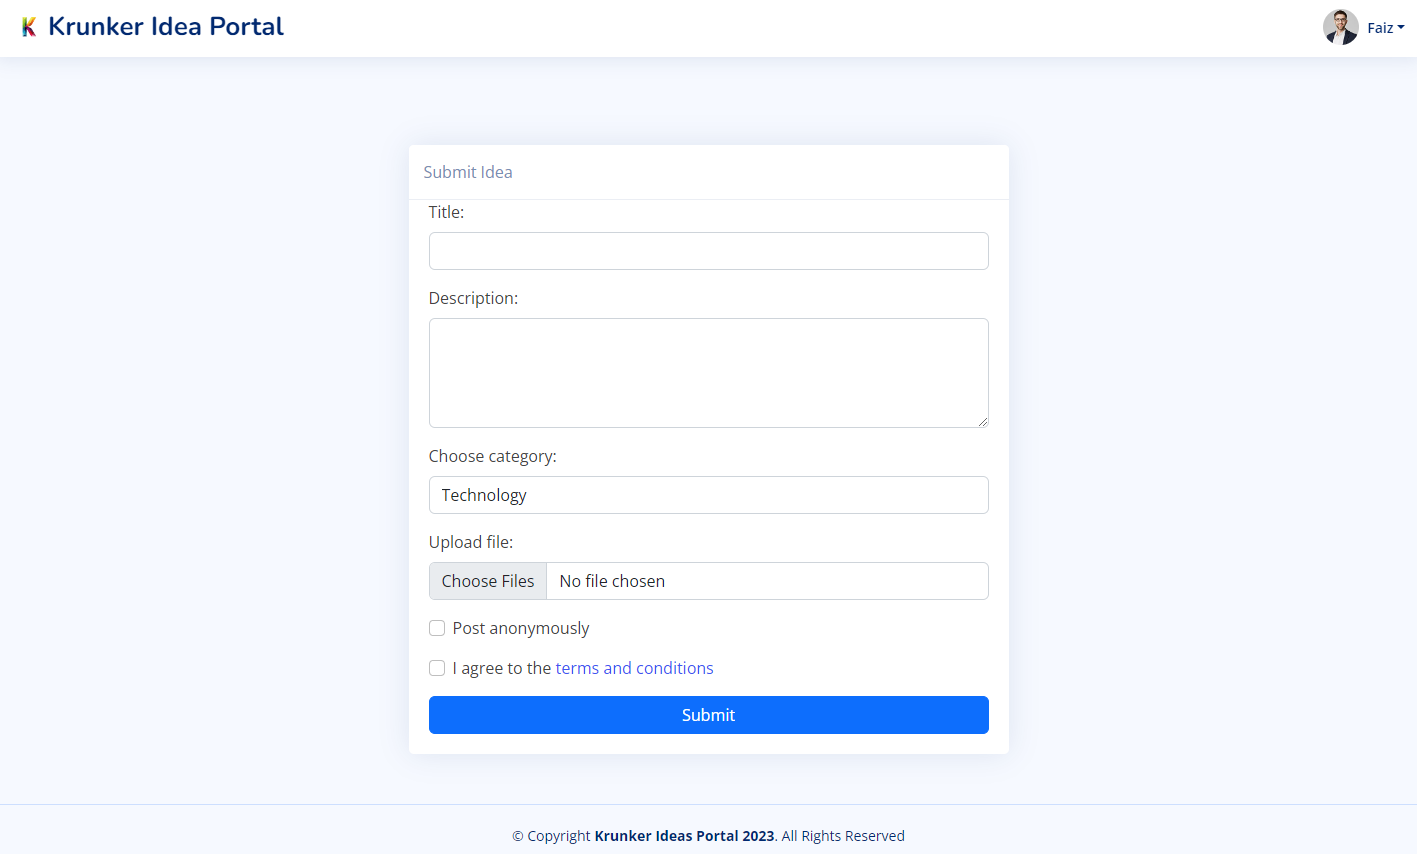 Krunker Idea Portal
Faiz
Submit Idea
Title:
Description:
Choose category:
Technology
Upload file:
Choose Files No file chosen
Post anonymously
I agree to the terms and conditions
Submit
© Copyright Krunker Ideas Portal 2023. All Rights Reserved